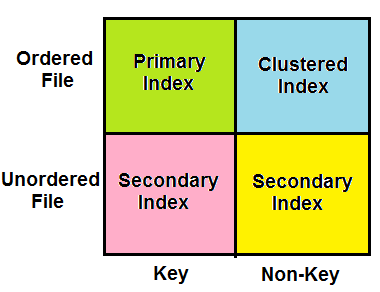 Ordered
File
Primary
Index
Clustered
Index
Unordered
File
Secondary
Index
Secondary
Index
Key
Non-Key